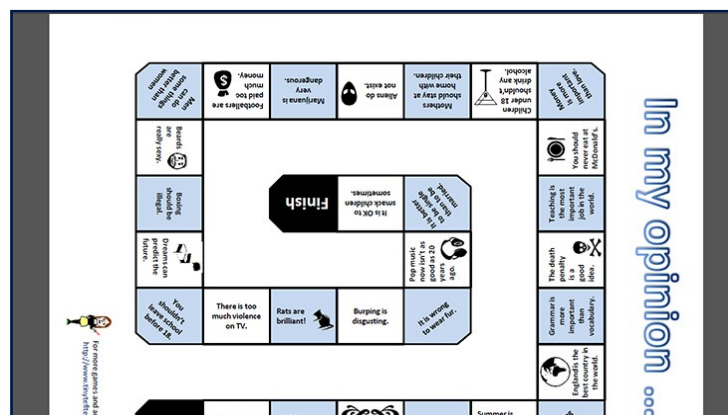 In my opinion ...
Men
can do
some things
better than
women
Footballers are
paid too
much
money.
Marijuana is
very
dangerous.
Aliens do
not exist.
Mothers
should stay at
home with
their children.
Children
under 18
shouldn't
drink any
alcohol.
Money
is more
important
than love.
Beards
are
really sexy.
You should
never eat at
McDonald's.
Boxing
should be
illegal.
Finish
It is OK to
smack children
sometimes.
It is better
to be single
than to be
married.
Teaching is
the most
important
job in the
world.
Dreams can
predict the
future.
Pop music
now isn't as
good as 20
years
ago.
The death
penalty
is a
good
idea.
You
shouldn't
leave school
before 18.
There is too
much violence
on TV.
Rats are
brilliant!
Burping is
disgusting.
It is wrong
to wear fur.
Grammar is
more
important
than
vocabulary.
England is the
best country in
the world.
Summer is
For more games and